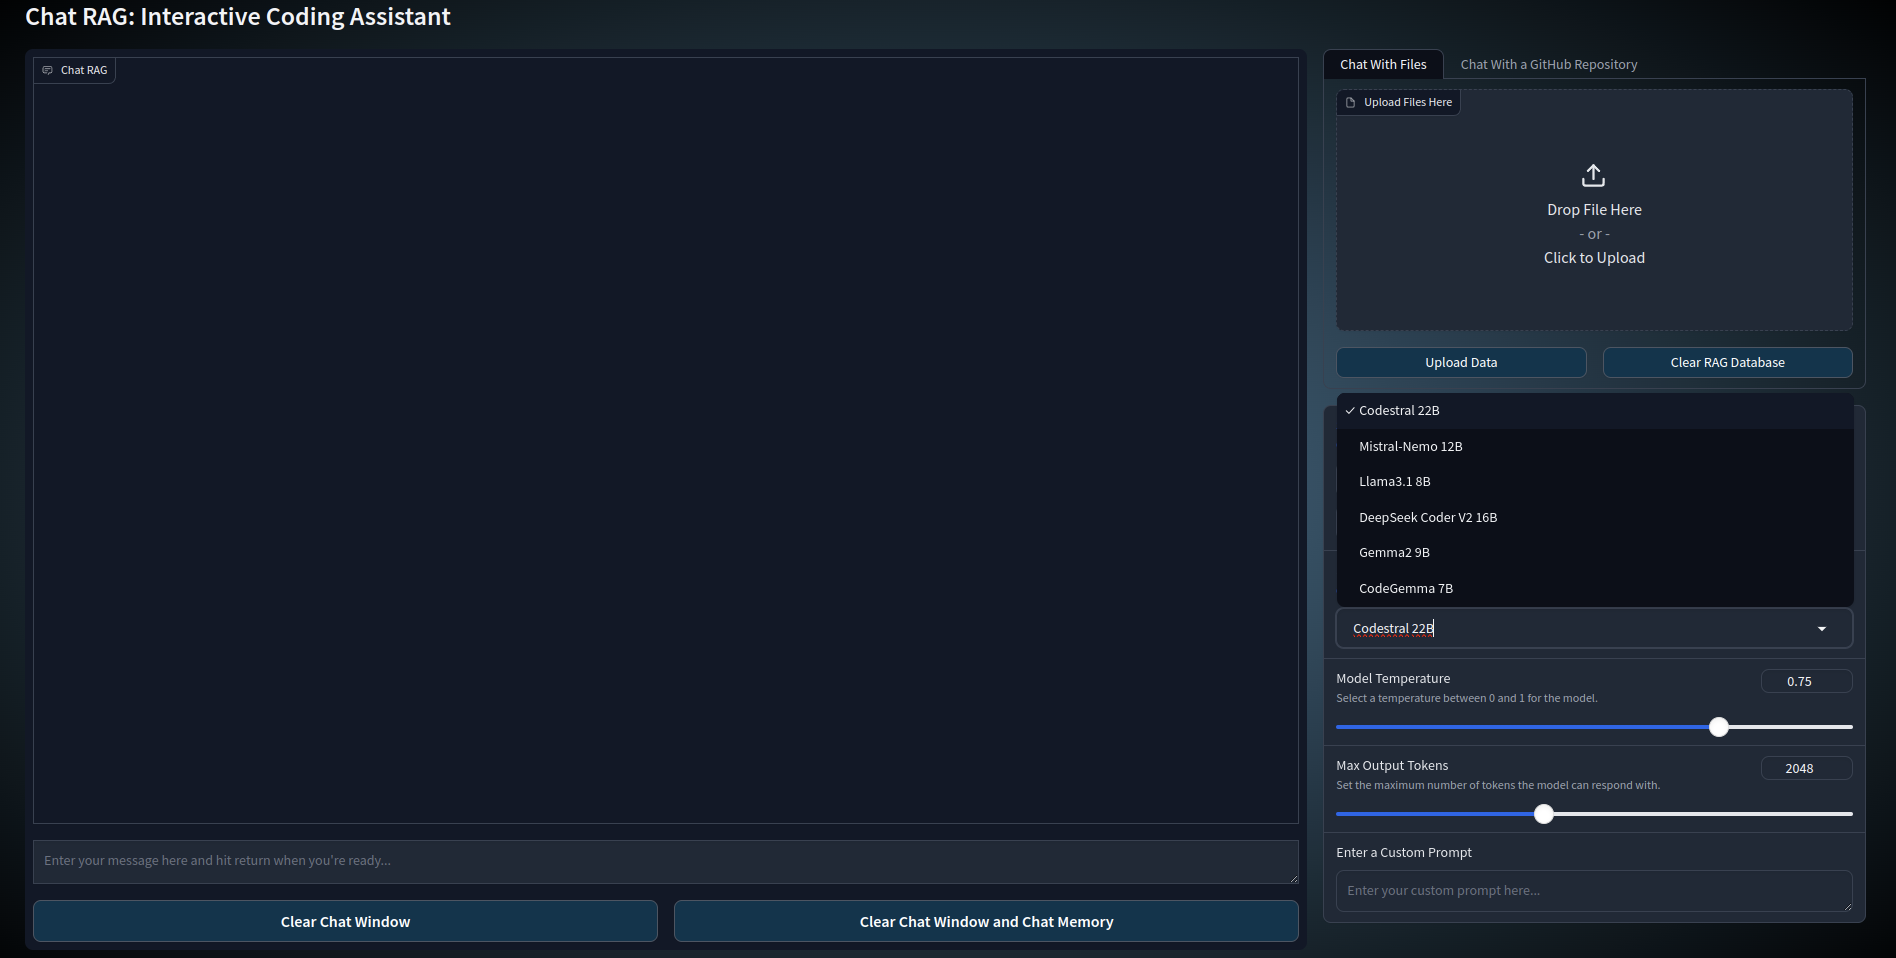 Chat RAG: Interactive Coding Assistant
Chat RAG
Enter your message here and hit return when you're ready...
Clear Chat Window
Clear Chat Window and Chat Memory
Chat With Files
Chat With a GitHub Repository
Upload Files Here
Drop File Here
- or -
Click to Upload
Upload Data
Clear RAG Database
Codestral 22B
Mistral-Nemo 12B
Llama3.1 8B
DeepSeek Coder V2 16B
Gemma2 9B
CodeGemma 7B
Codestral 22B
Model Temperature
0.75
Select a temperature between 0 and 1 for the model.
Max Output Tokens
2048
Set the maximum number of tokens the model can respond with.
Enter a Custom Prompt
Enter your custom prompt here...